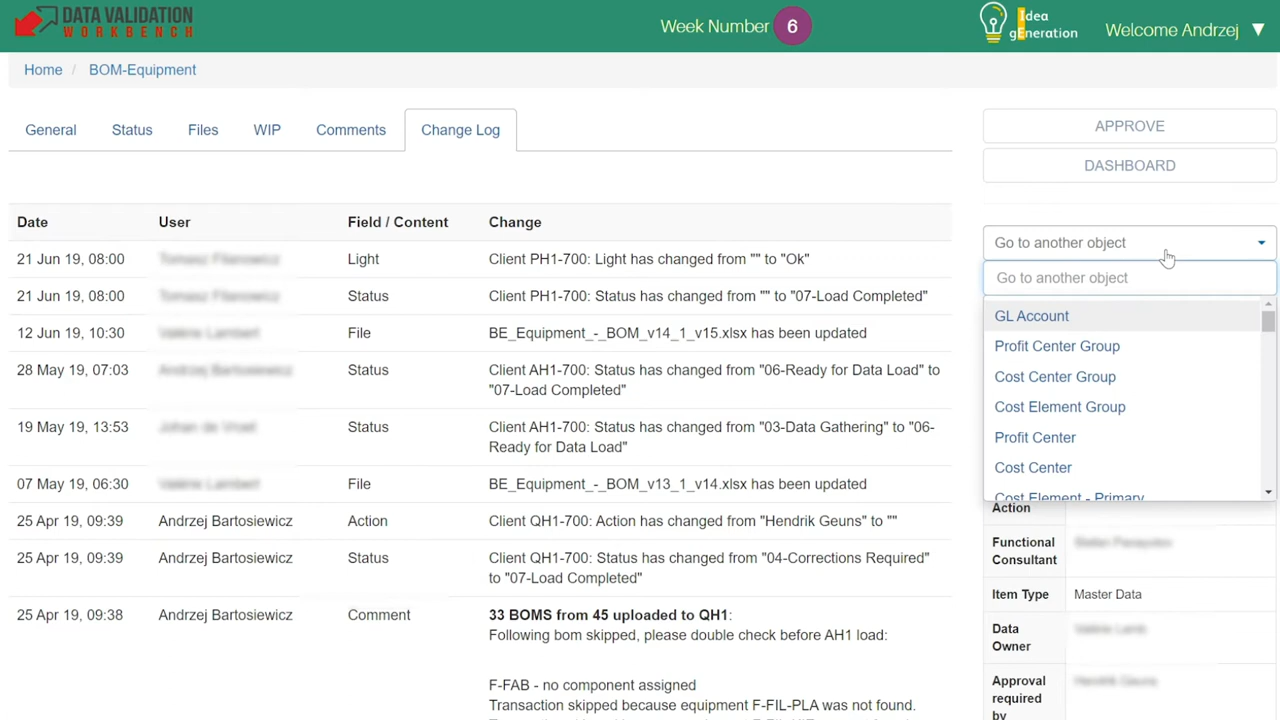 DATA VALIDATION
WORKBENCH
Week Number 6
Idea
gEneration
Welcome Andrzej ▼
Home / BOM-Equipment
General Status Files WIP Comments Change Log
APPROVE
DASHBOARD
Date User Field / Content Change
21 Jun 19, 08:00 Light Client PH1-700: Light has changed from "" to "Ok"
21 Jun 19, 08:00 Status Client PH1-700: Status has changed from "" to "07-Load Completed"
12 Jun 19, 10:30 File BE_Equipment_-_BOM_v14_1_v15.xlsx has been updated
28 May 19, 07:03 Status Client AH1-700: Status has changed from "06-Ready for Data Load" to
"07-Load Completed"
19 May 19, 13:53 Status Client AH1-700: Status has changed from "03-Data Gathering" to "06-
Ready for Data Load"
07 May 19, 06:30 File BE_Equipment_-_BOM_v13_1_v14.xlsx has been updated
25 Apr 19, 09:39 Andrzej Bartosiewicz Action Client QH1-700: Action has changed from "Hendrik Geuns" to ""
25 Apr 19, 09:39 Andrzej Bartosiewicz Status Client QH1-700: Status has changed from "04-Corrections Required"
to "07-Load Completed"
25 Apr 19, 09:38 Andrzej Bartosiewicz Comment 33 BOMS from 45 uploaded to QH1:
Following bom skipped, please double check before AH1 load:
F-FAB - no component assigned
Transaction skipped because equipment F-FIL-PLA was not found.
Go to another object
Go to another object
GL Account
Profit Center Group
Cost Center Group
Cost Element Group
Profit Center
Cost Center
Cost Element - Primary
Action
Functional
Consultant
Item Type Master Data
Data
Owner
Approval
required
by